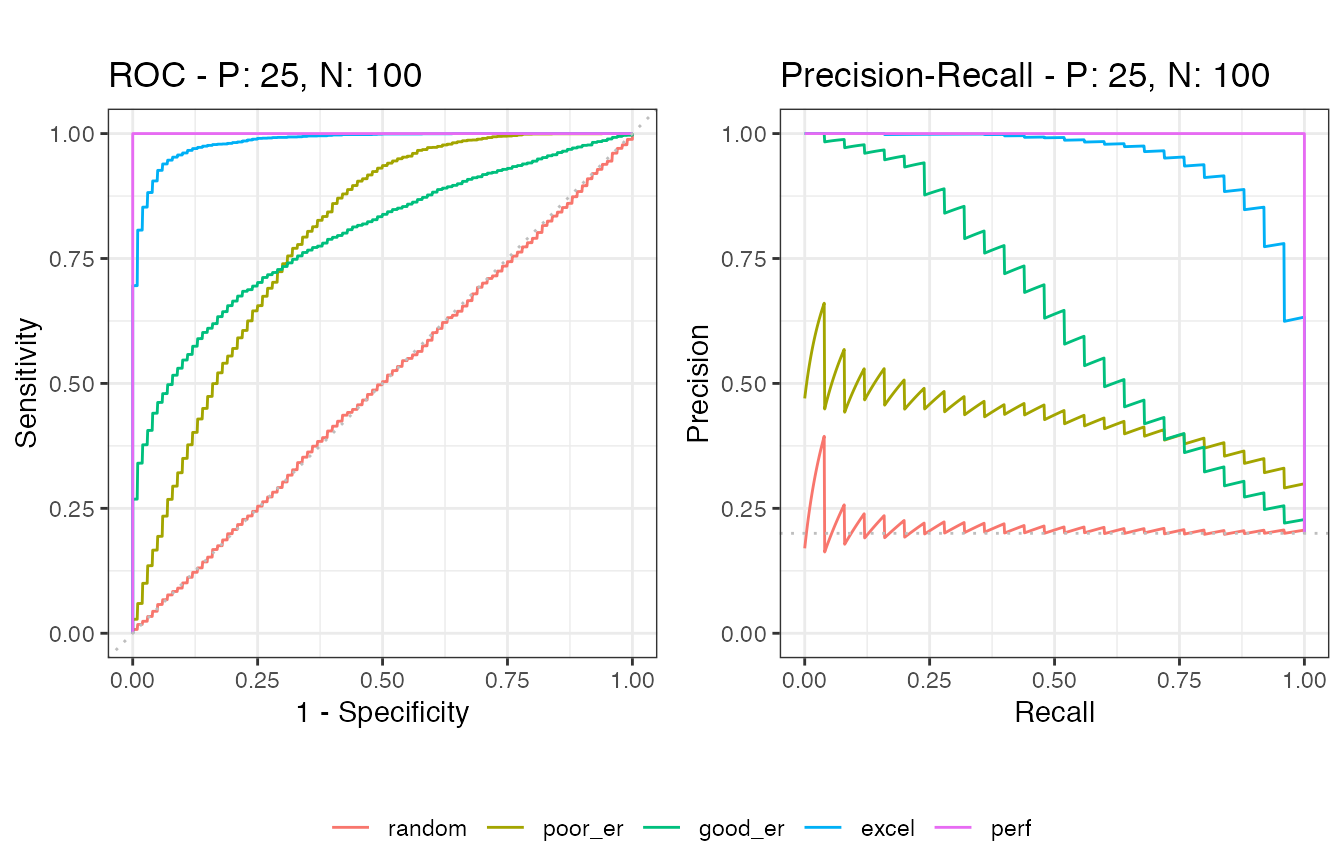 ROC - P: 25, N: 100
Sensitivity
1.00
0.75
0.50
0.25
0.00
0.00 0.25 0.50 0.75 1.00
1 - Specificity
Precision-Recall - P: 25, N: 100
Precision
1.00
0.75
0.50
0.25
0.00
0.00 0.25 0.50 0.75 1.00
Recall
random poor_er good_er excel perf